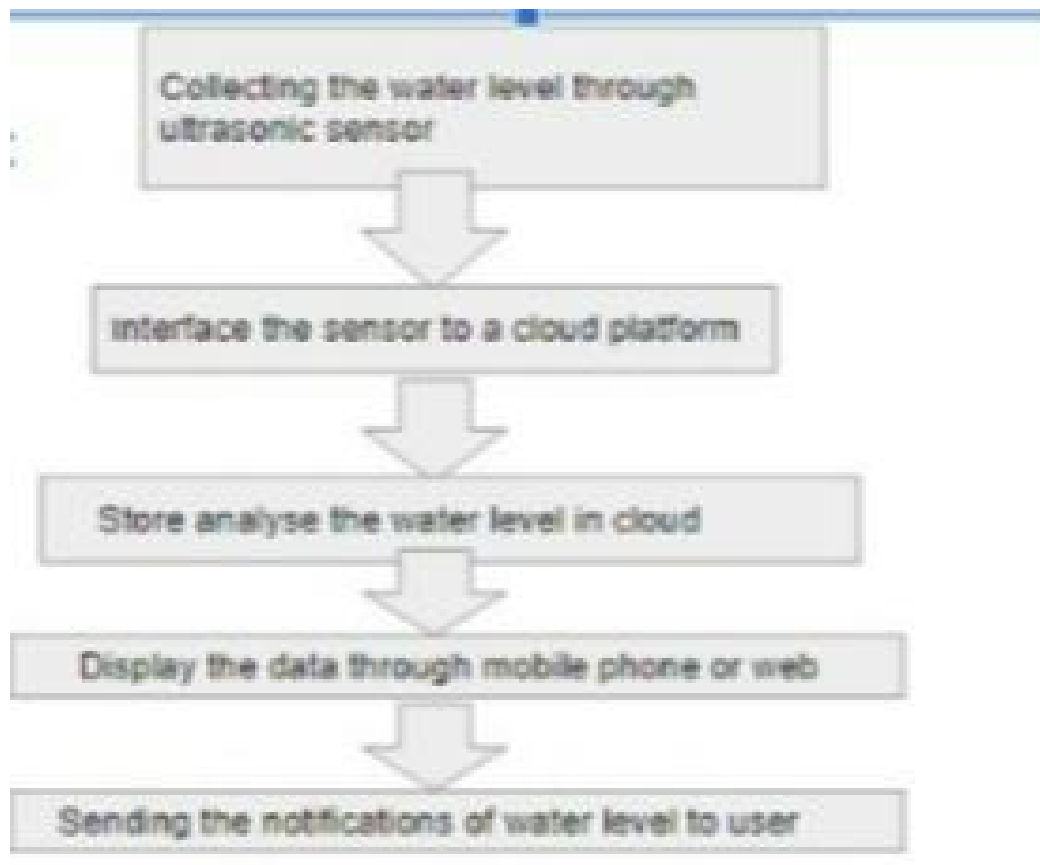 Collecting the water level through
ultrasonic sensor
Interface the sensor to a cloud platform
Store analyse the water level in cloud
Display the data through mobile phone or web
Sending the notifications of water level to user